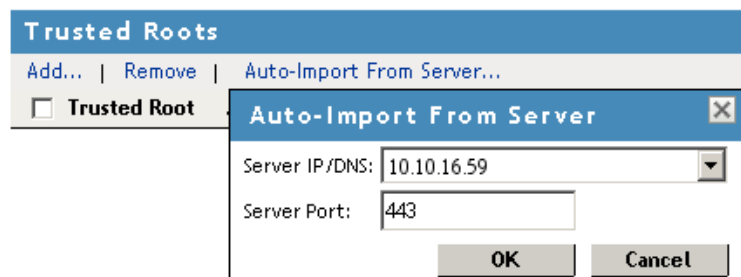 Trusted Roots
Add... | Remove | Auto-Import From Server...
Trusted Root
Auto-Import From Server
Server IP/DNS: 10.10.16.59
Server Port: 443
OK Cancel